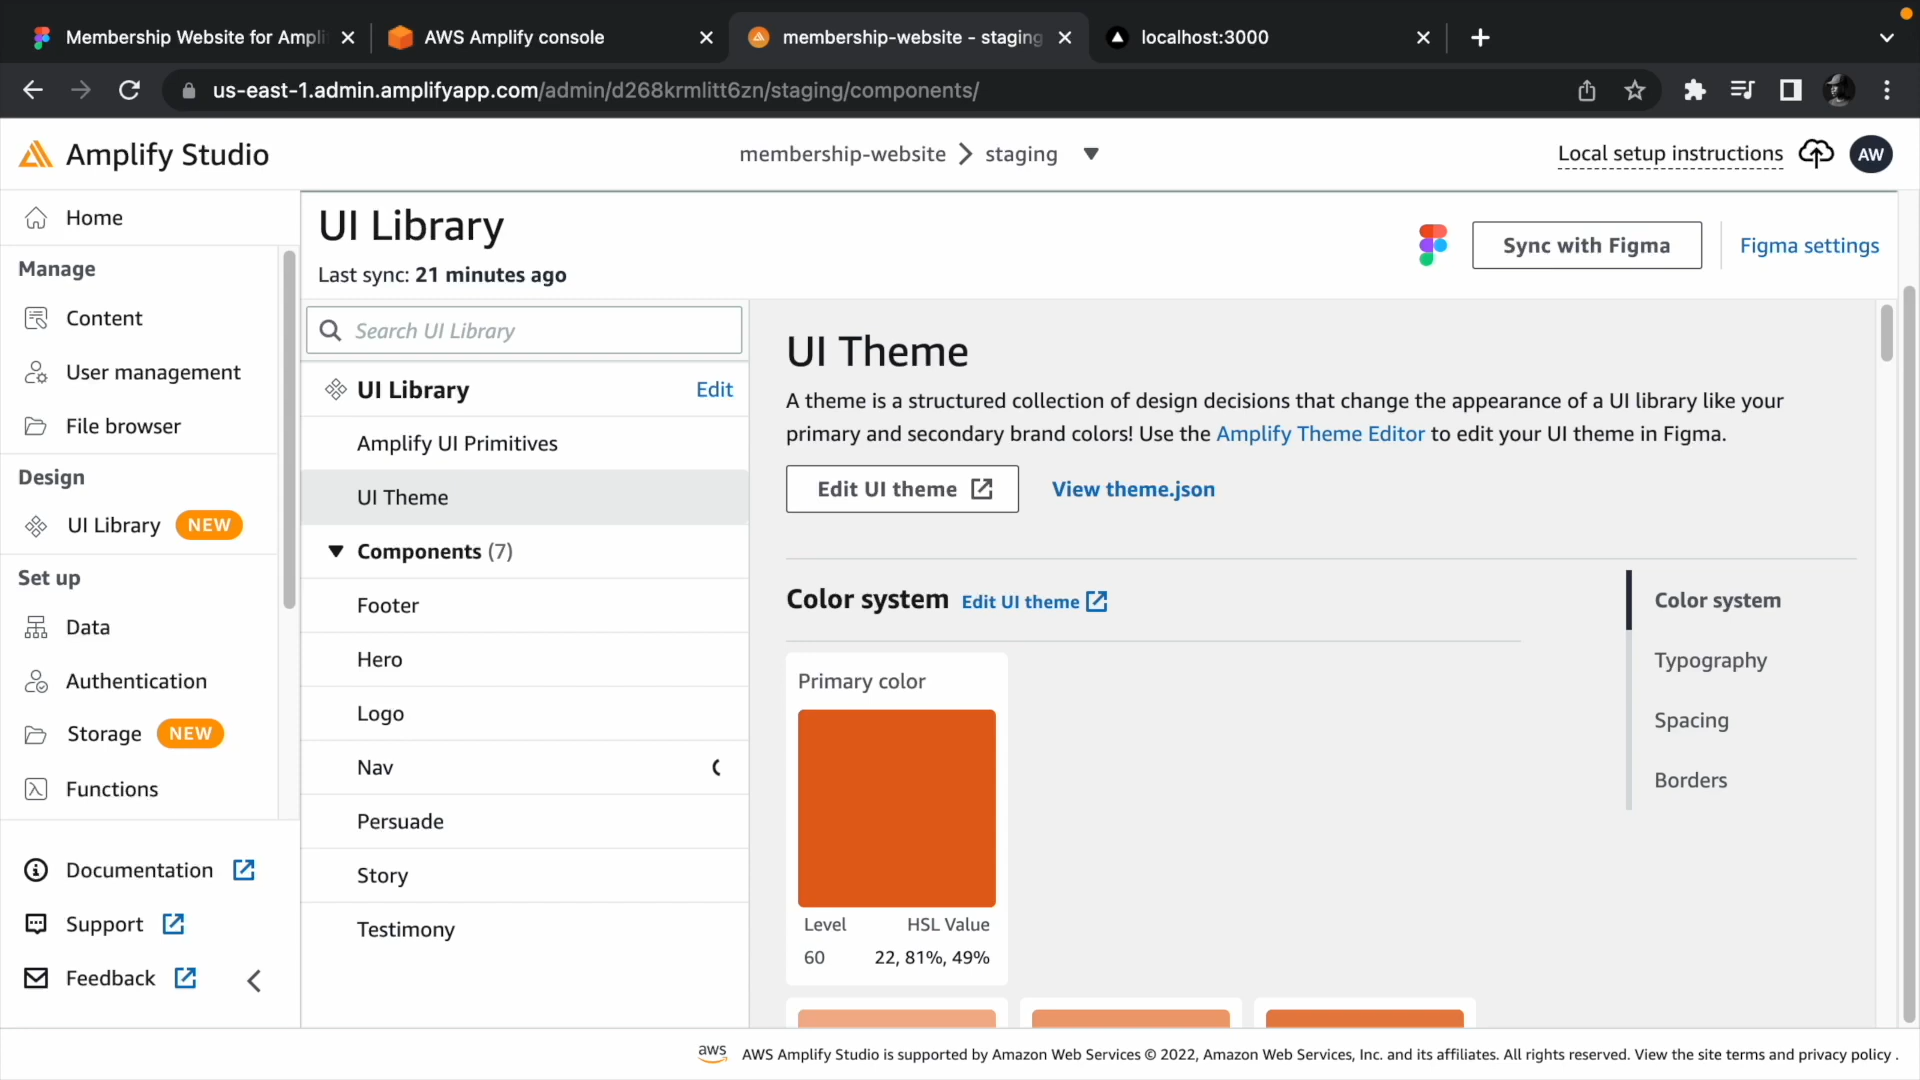 Membership Website for Ampli
AWS Amplify console
membership-website - staging
localhost:3000
us-east-1.admin.amplifyapp.com/admin/d268krmlitt6zn/staging/components/
Amplify Studio
membership-website
staging
Local setup instructions
AW
Home
Manage
Content
User management
File browser
Design
UI Library NEW
Set up
Data
Authentication
Storage NEW
Functions
Documentation
Support
Feedback
UI Library
Last sync: 21 minutes ago
Sync with Figma
Figma settings
Search UI Library
UI Library Edit
Amplify UI Primitives
UI Theme
Components (7)
Footer
Hero
Logo
Nav
Persuade
Story
Testimony
UI Theme
A theme is a structured collection of design decisions that change the appearance of a UI library like your
primary and secondary brand colors! Use the Amplify Theme Editor to edit your UI theme in Figma.
Edit UI theme
View theme.json
Color system Edit UI theme
Primary color
Level HSL Value
60 22, 81%, 49%
Color system
Typography
Spacing
Borders
aws AWS Amplify Studio is supported by Amazon Web Services © 2022, Amazon Web Services, Inc. and its affiliates. All rights reserved. View the site terms and privacy policy .